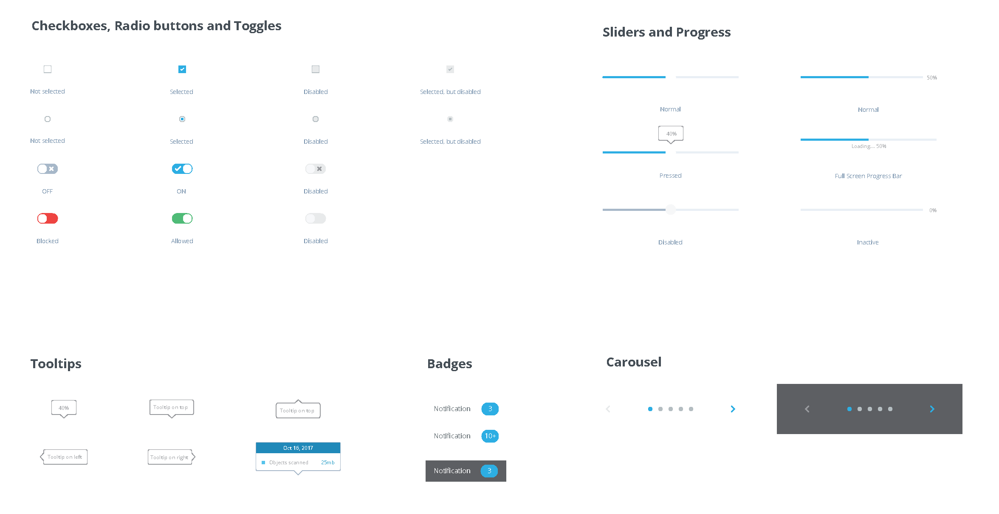 Checkboxes, Radio buttons and Toggles
Not selected
Selected
Disabled
Selected, but disabled
Not selected
Selected
Disabled
Selected, but disabled
OFF
ON
Disabled
Blocked
Allowed
Disabled
Sliders and Progress
50%
Normal
Normal
40%
Loading.... 50%
Pressed
Full Screen Progress Bar
0%
Disabled
Inactive
Tooltips
40%
Tooltip on top
Tooltip on top
Tooltip on left
Tooltip on right
Oct 16, 2017
Objects scanned 25mb
Badges
Notification 3
Notification 10+
Notification 3
Carousel